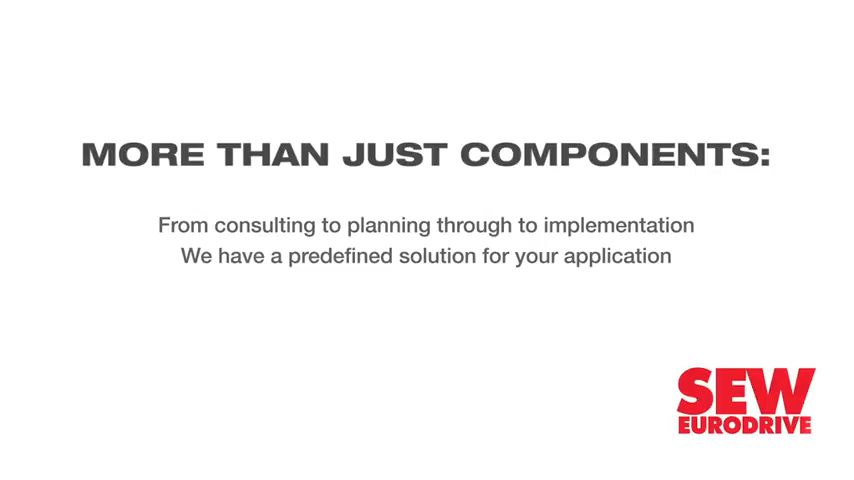 MORE THAN JUST COMPONENTS:
From consulting to planning through to implementation
We have a predefined solution for your application
SEW
EURODRIVE